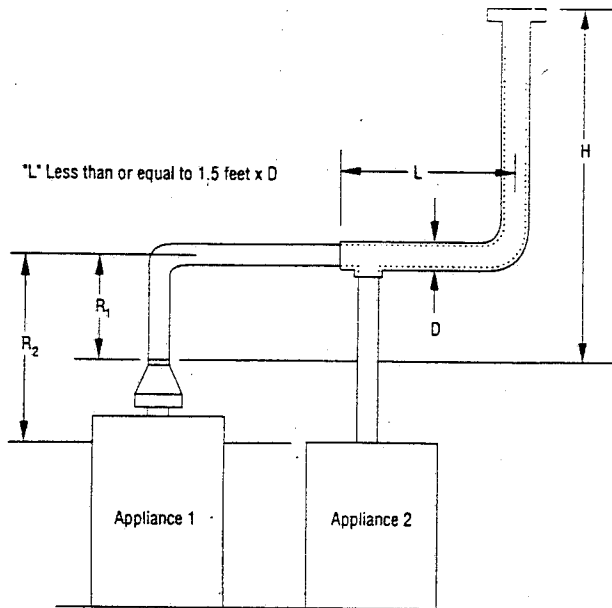 H
"L" Less than or equal to 1.5 feet x D
L
R1
R2
D
Appliance 1
Appliance 2